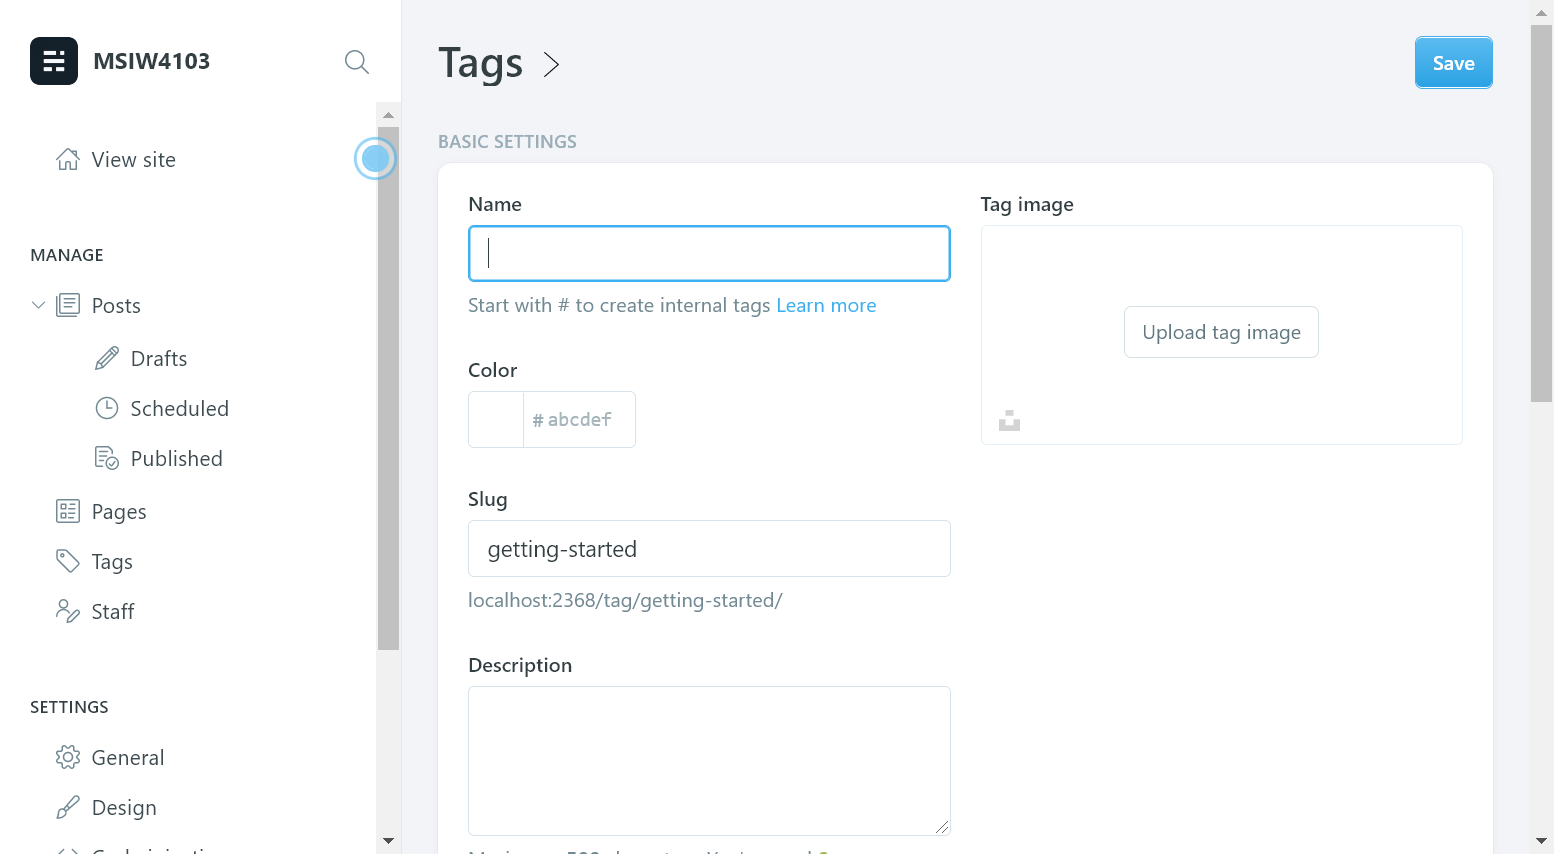 MSIW4103
View site
MANAGE
Posts
Drafts
Scheduled
Published
Pages
Tags
Staff
SETTINGS
General
Design
Tags
Save
BASIC SETTINGS
Name
Start with # to create internal tags Learn more
Color
# abcdef
Slug
getting-started
localhost:2368/tag/getting-started/
Description
Tag image
Upload tag image